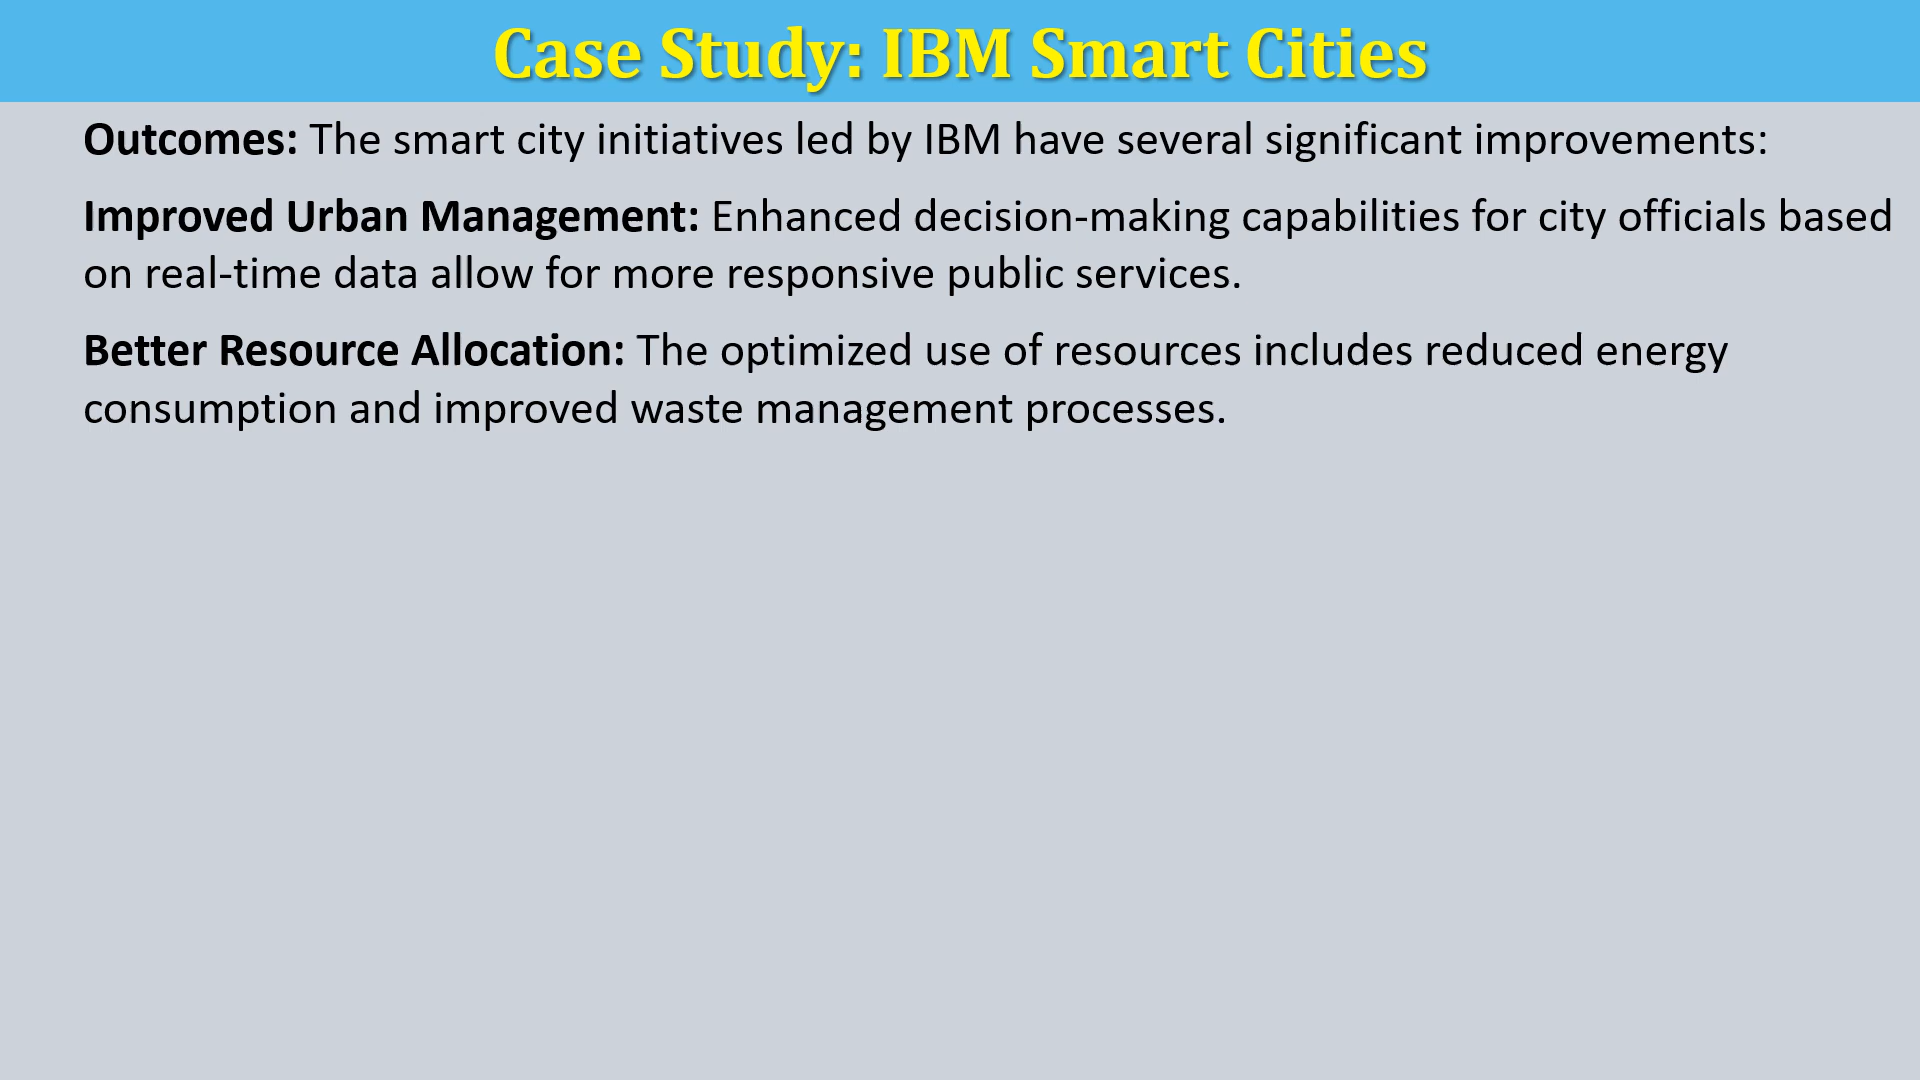 Case Study: IBM Smart Cities
Outcomes: The smart city initiatives led by IBM have several significant improvements:
Improved Urban Management: Enhanced decision-making capabilities for city officials based
on real-time data allow for more responsive public services.
Better Resource Allocation: The optimized use of resources includes reduced energy
consumption and improved waste management processes.